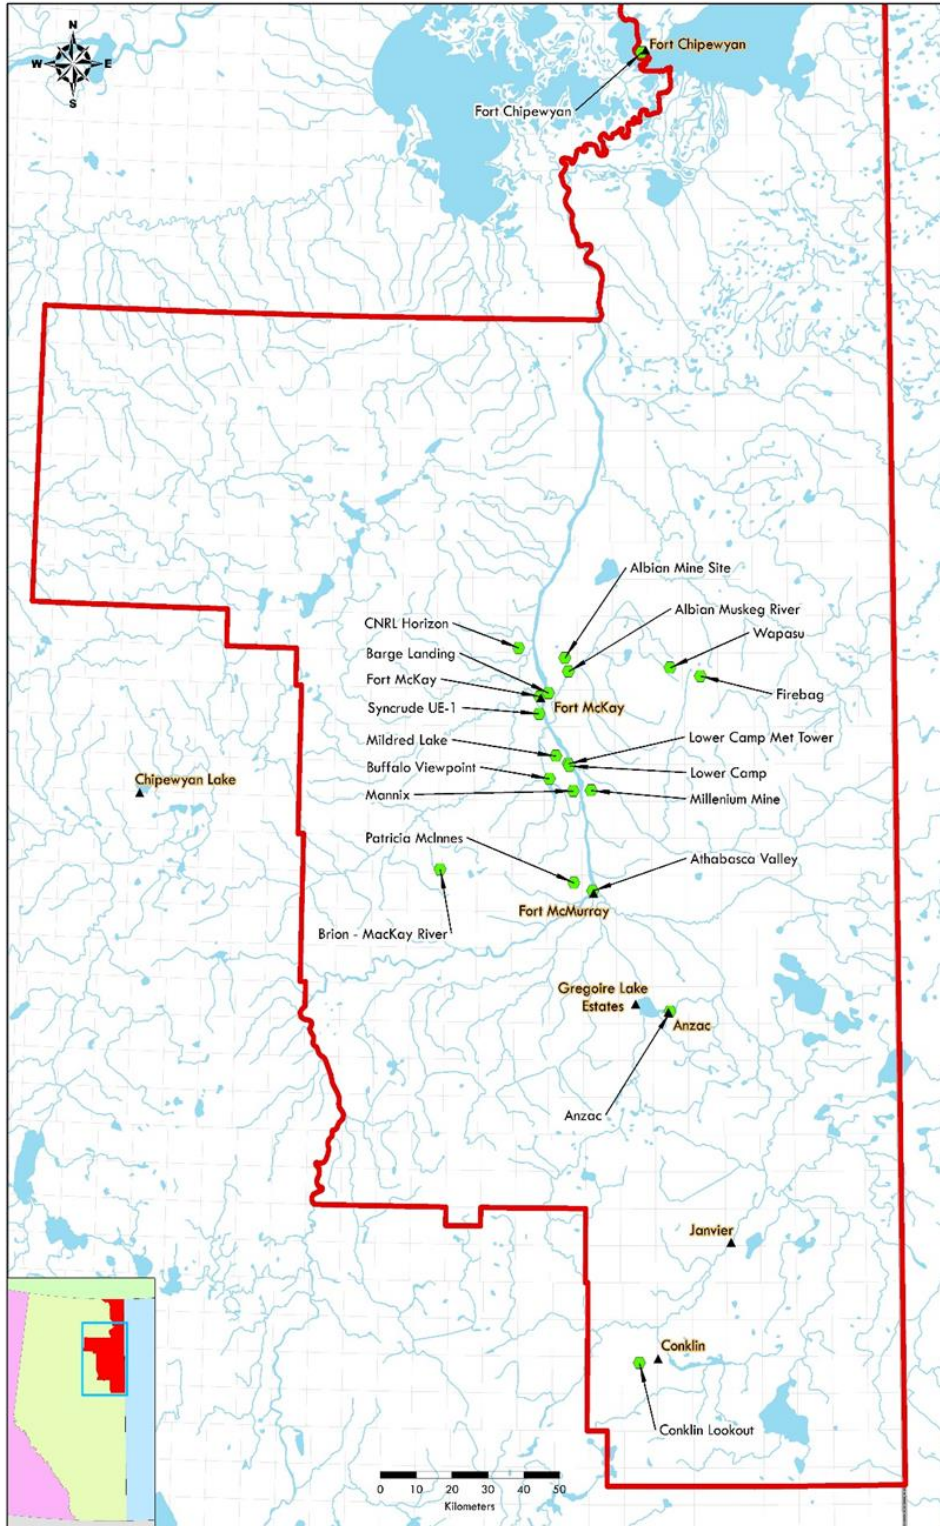 N
W E
S
Fort Chipewyan
Fort Chipewyan
Albian Mine Site
Albian Muskeg River
CNRL Horizon
Wapasu
Barge Landing
Fort McKay
Firebag
Fort McKay
Syncrude UE-1
Lower Camp Met Tower
Mildred Lake
Buffalo Viewpoint
Lower Camp
Chipewyan Lake
Mannix
Millenium Mine
Patricia McInnes
Athabasca Valley
Fort McMurray
Brion - MacKay River
Gregoire Lake
Estates
Anzac
Anzac
Janvier
Conklin
Conklin Lookout
0 10 20 30 40 50
Kilometers